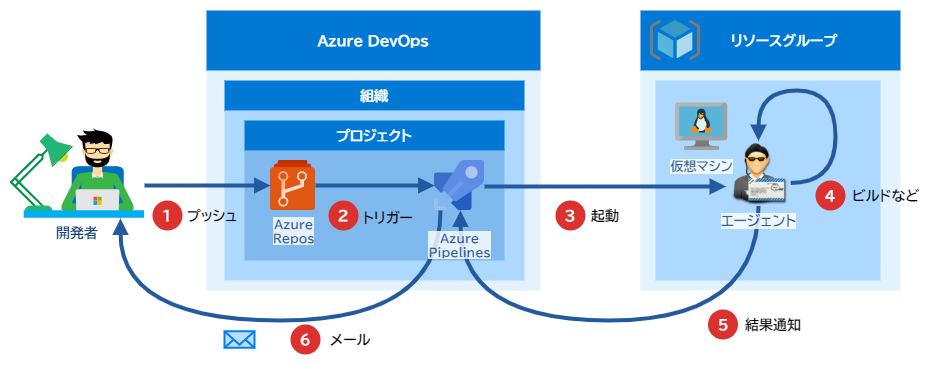 Azure DevOps
リソースグループ
組織
プロジェクト
仮想マシン
開発者
1 プッシュ
Azure
Repos
2 トリガー
Azure
Pipelines
3 起動
エージェント
4 ビルドなど
5 結果通知
6 メール